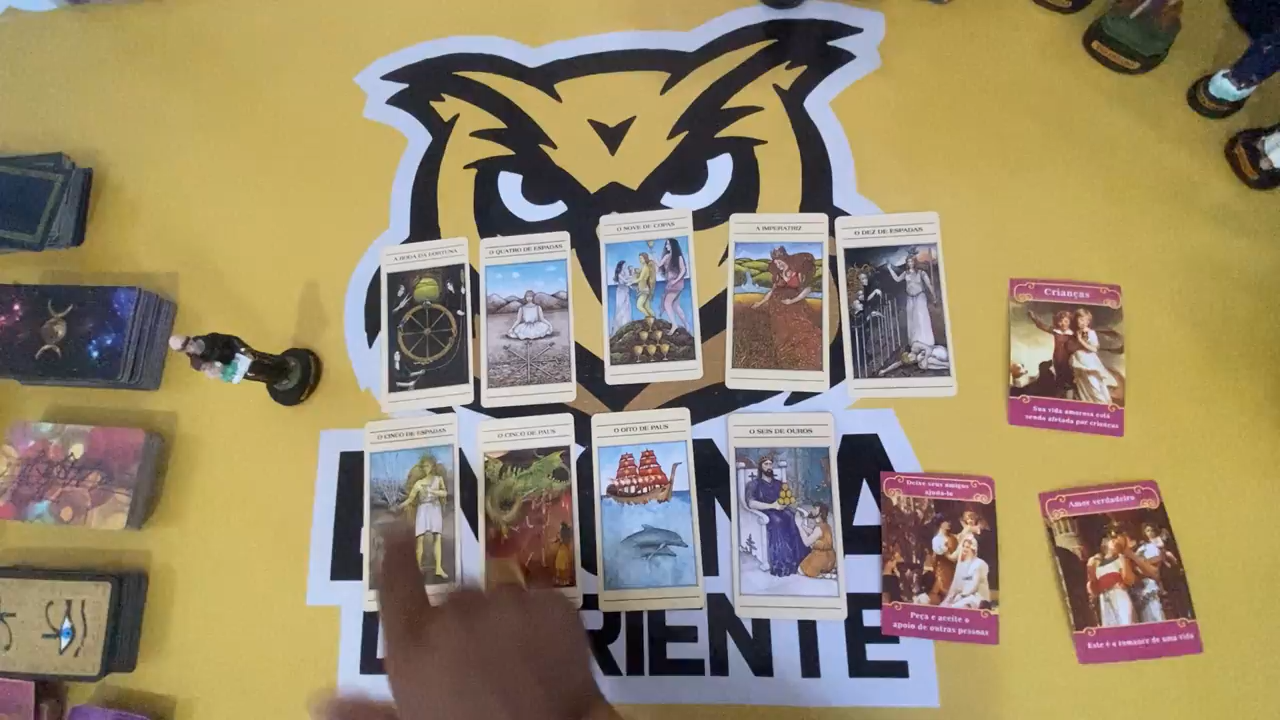 A RODA DA FORTUNA
O QUATRO DE ESPADAS
O NOVE DE COPAS
A IMPERATRIZ
O DEZ DE ESPADAS
Crianças
Sua vida amorosa está
sendo afetada por crianças
O CINCO DE ESPADAS
O CINCO DE PAUS
O OITO DE PAUS
O SEIS DE OUROS
Deixe seus amigos
ajudá-lo
Peça e aceite o
apoio de outras pessoas
Amor verdadeiro
Este é o romance de uma vida
RIENTE